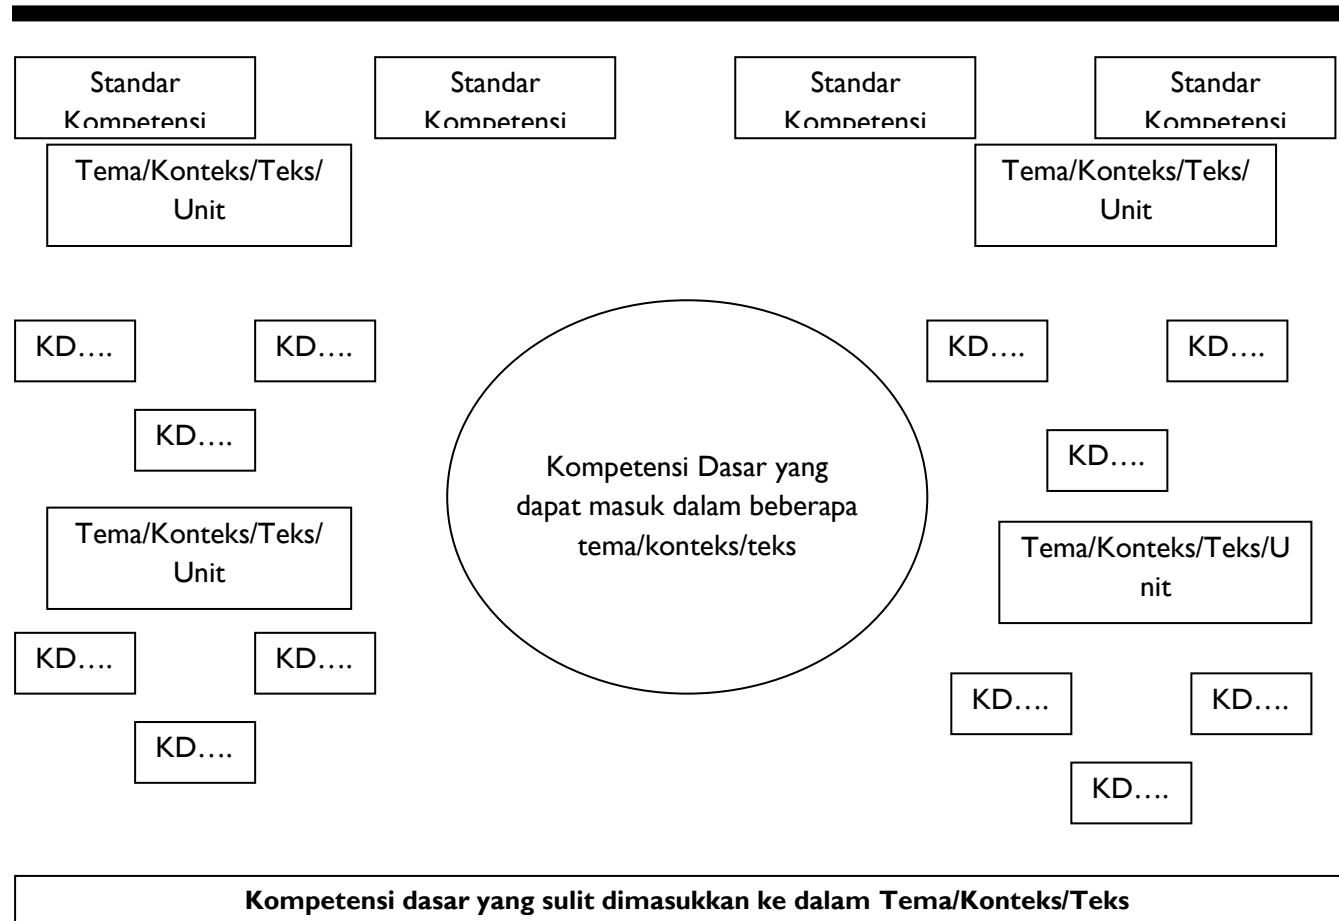 Standar
Kompetensi
Standar
Kompetensi
Standar
Kompetensi
Standar
Kompetensi
Tema/Konteks/Teks/
Unit
Tema/Konteks/Teks/
Unit
KD….
KD….
KD….
KD….
KD….
KD….
Kompetensi Dasar yang
dapat masuk dalam beberapa
tema/konteks/teks
Tema/Konteks/Teks/
Unit
Tema/Konteks/Teks/U
nit
KD….
KD….
KD….
KD….
KD….
KD….
Kompetensi dasar yang sulit dimasukkan ke dalam Tema/Konteks/Teks